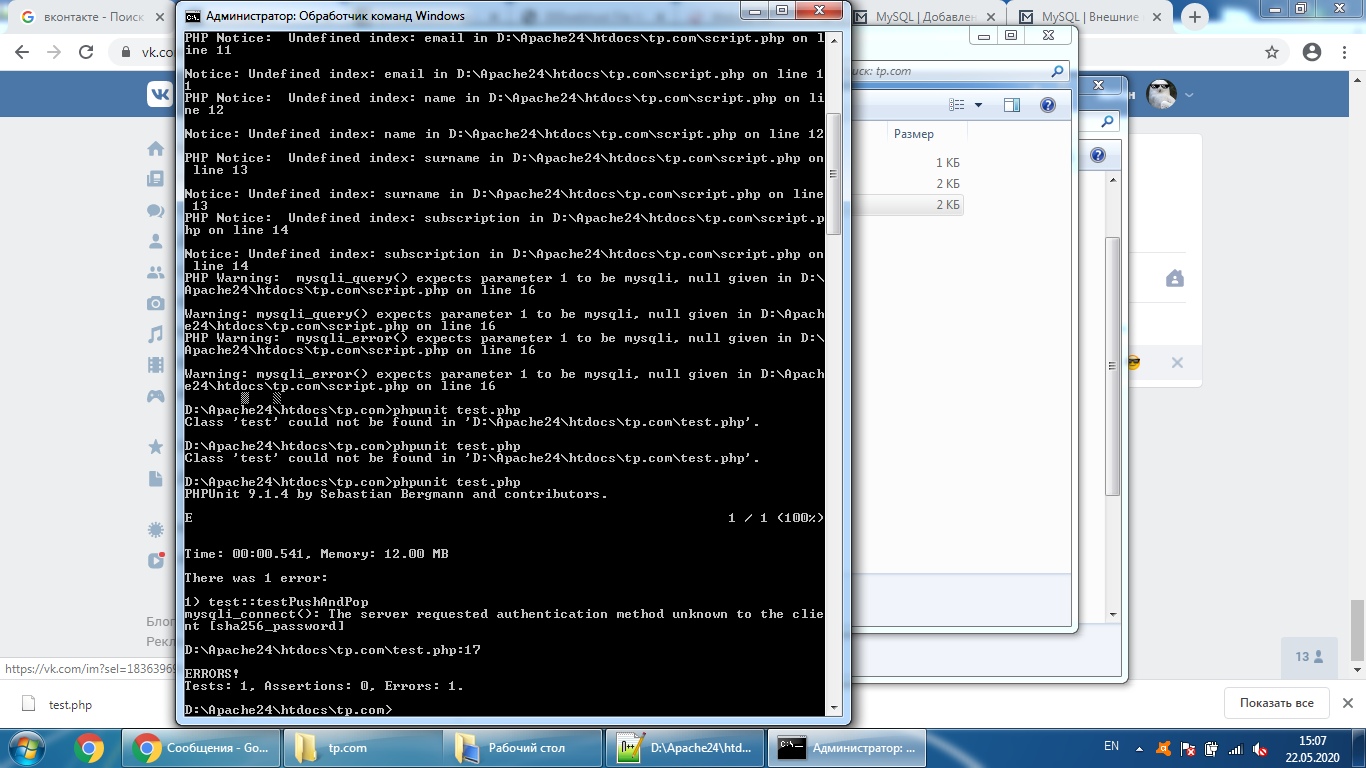 вконтакте - Поиск
Администратор: Обработчик команд Windows
MySQL | Добавлен
MySQL | Внешние
vk.co
PHP Notice:  Undefined index: email in D:\Apache24\htdocs\tp.com\script.php on l
ine 11
Notice: Undefined index: email in D:\Apache24\htdocs\tp.com\script.php on line 1
1
PHP Notice:  Undefined index: name in D:\Apache24\htdocs\tp.com\script.php on li
ne 12
Notice: Undefined index: name in D:\Apache24\htdocs\tp.com\script.php on line 12
PHP Notice:  Undefined index: surname in D:\Apache24\htdocs\tp.com\script.php on
 line 13
Notice: Undefined index: surname in D:\Apache24\htdocs\tp.com\script.php on line
 13
PHP Notice:  Undefined index: subscription in D:\Apache24\htdocs\tp.com\script.p
hp on line 14
Notice: Undefined index: subscription in D:\Apache24\htdocs\tp.com\script.php on
 line 14
PHP Warning:  mysqli_query() expects parameter 1 to be mysqli, null given in D:\
Apache24\htdocs\tp.com\script.php on line 16
Warning: mysqli_query() expects parameter 1 to be mysqli, null given in D:\Apach
e24\htdocs\tp.com\script.php on line 16
PHP Warning:  mysqli_error() expects parameter 1 to be mysqli, null given in D:\
Apache24\htdocs\tp.com\script.php on line 16
Warning: mysqli_error() expects parameter 1 to be mysqli, null given in D:\Apach
e24\htdocs\tp.com\script.php on line 16
D:\Apache24\htdocs\tp.com>phpunit test.php
Class 'test' could not be found in 'D:\Apache24\htdocs\tp.com\test.php'.
D:\Apache24\htdocs\tp.com>phpunit test.php
Class 'test' could not be found in 'D:\Apache24\htdocs\tp.com\test.php'.
D:\Apache24\htdocs\tp.com>phpunit test.php
PHPUnit 9.1.4 by Sebastian Bergmann and contributors.
E 1 / 1 (100%)
Time: 00:00.541, Memory: 12.00 MB
There was 1 error:
1) test::testPushAndPop
mysqli_connect(): The server requested authentication method unknown to the clie
nt [sha256_password]
D:\Apache24\htdocs\tp.com\test.php:17
ERRORS!
Tests: 1, Assertions: 0, Errors: 1.
D:\Apache24\htdocs\tp.com>
иск: tp.com
Размер
1 КБ
2 КБ
2 КБ
н
Блог
Рекл
13
https://vk.com/im?sel=1836396
test.php
Показать все
Сообщения - Go...
tp.com
Рабочий стол
D:\Apache24\htd...
Администратор: ...
EN
15:07
22.05.2020